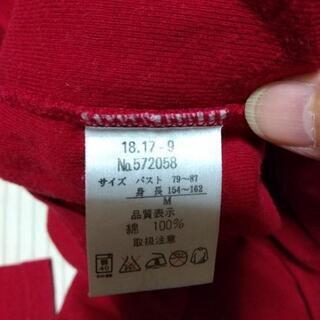 18.17-9
No.572058
サイズ バスト 79~87
身長 154~162
M
品質表示
綿 100%
取扱注意